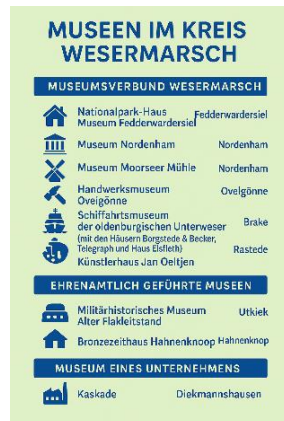 MUSEEN IM KREIS
WESERMARSCH
MUSEUMSVERBUND WESERMARSCH
Nationalpark-Haus
Museum Fedderwardersiel Fedderwardersiel
Museum Nordenham Nordenham
Museum Moorseer Mühle Nordenham
Handwerksmuseum
Ovelgönne Ovelgönne
Schiffahrtsmuseum
der oldenburgischen Unterweser Brake
(mit den Häusern Borgstede & Becker,
Telegraph und Haus Elsfleth) Rastede
Künstlerhaus Jan Oeltjen
EHRENAMTLICH GEFÜHRTE MUSEEN
Militärhistorisches Museum
Alter Flakleitstand Utkiek
Bronzezeithaus Hahnenknoop Hahnenknop
MUSEUM EINES UNTERNEHMENS
Kaskade Diekmannshausen